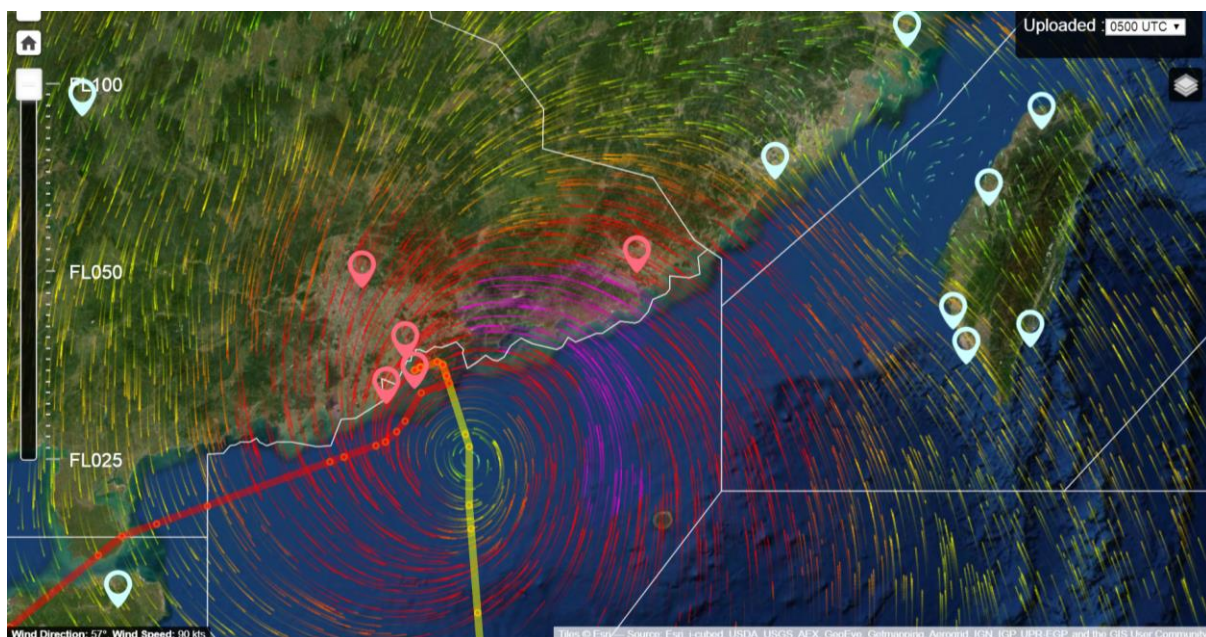 Uploaded : 0500 UTC
FL100
FL050
FL025
Wind Direction: 57° Wind Speed: 90 kts
Tiles © Esri — Source: Esri, i-cubed, USDA, USGS, AEX, GeoEye, Getmapping, Aerogrid, IGN, IGP, UPR-EGP, and the GIS User Community